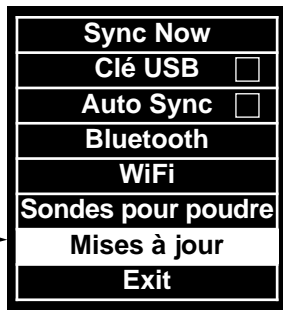 Sync Now
Clé USB
Auto Sync
Bluetooth
WiFi
Sondes pour poudre
Mises à jour
Exit